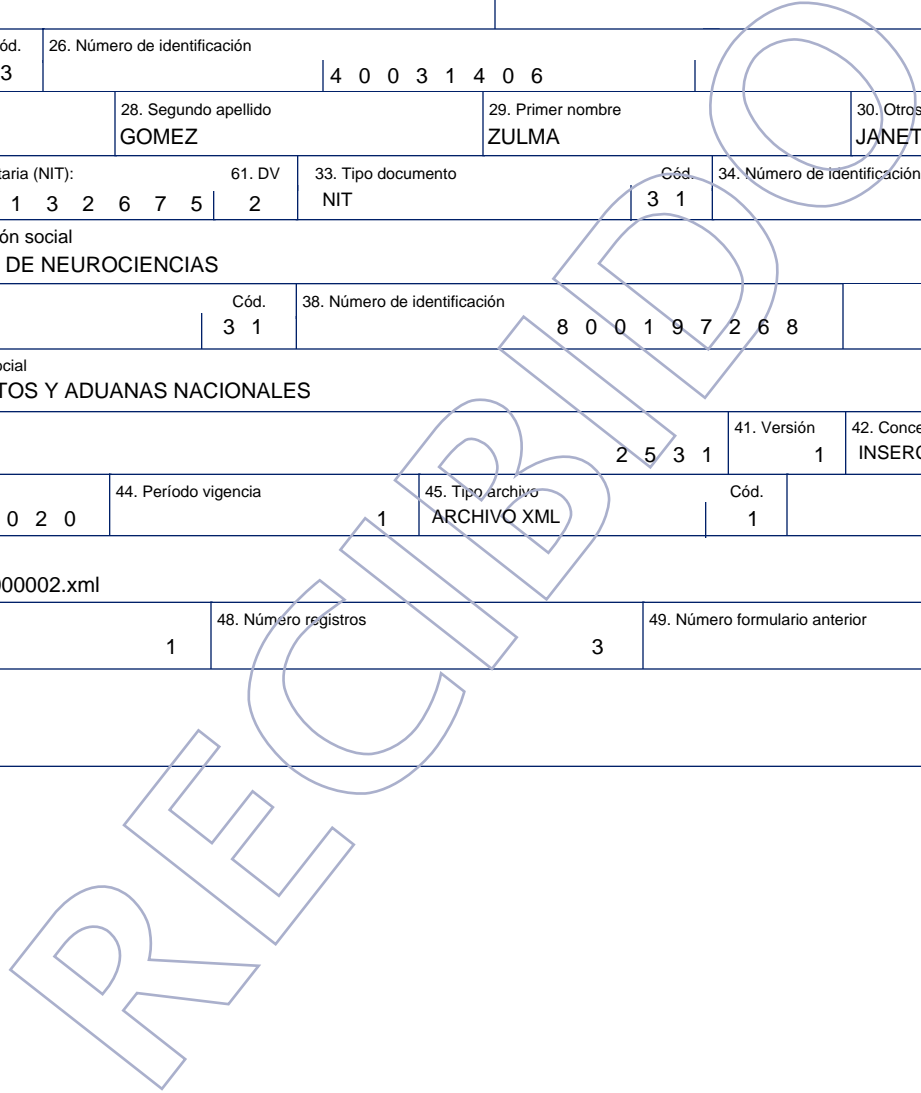 ód. 26. Número de identificación
3 4 0 0 3 1 4 0 6
28. Segundo apellido 29. Primer nombre 30. Otros
GOMEZ ZULMA JANET
taria (NIT): 61. DV 33. Tipo documento Cód. 34. Número de identificación
1 3 2 6 7 5 2 NIT 3 1
ón social
DE NEUROCIENCIAS
Cód. 38. Número de identificación
3 1 8 0 0 1 9 7 2 6 8
ocial
TOS Y ADUANAS NACIONALES
41. Versión 42. Conce
2 5 3 1 1 INSERC
44. Período vigencia 45. Tipo archivo Cód.
0 2 0 1 ARCHIVO XML 1
000002.xml
48. Número registros 49. Número formulario anterior
1 3
RECIBIDO